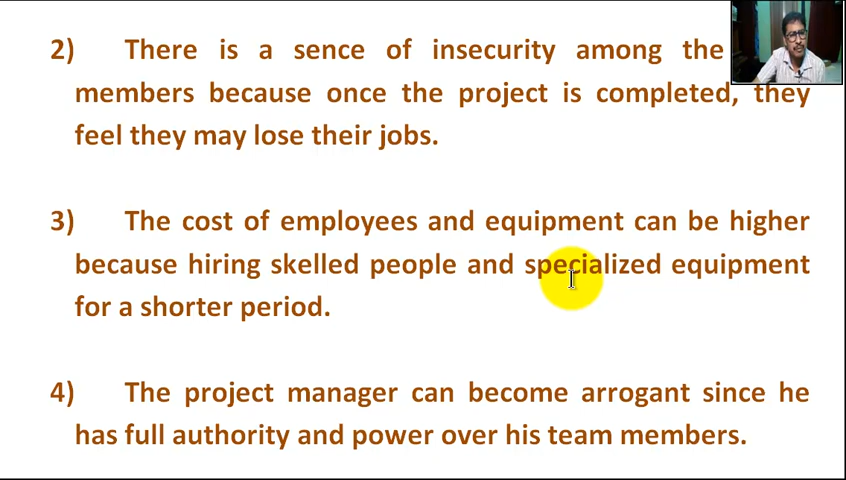 2) There is a sence of insecurity among the
members because once the project is completed, they
feel they may lose their jobs.
3) The cost of employees and equipment can be higher
because hiring skelled people and specialized equipment
for a shorter period.
4) The project manager can become arrogant since he
has full authority and power over his team members.